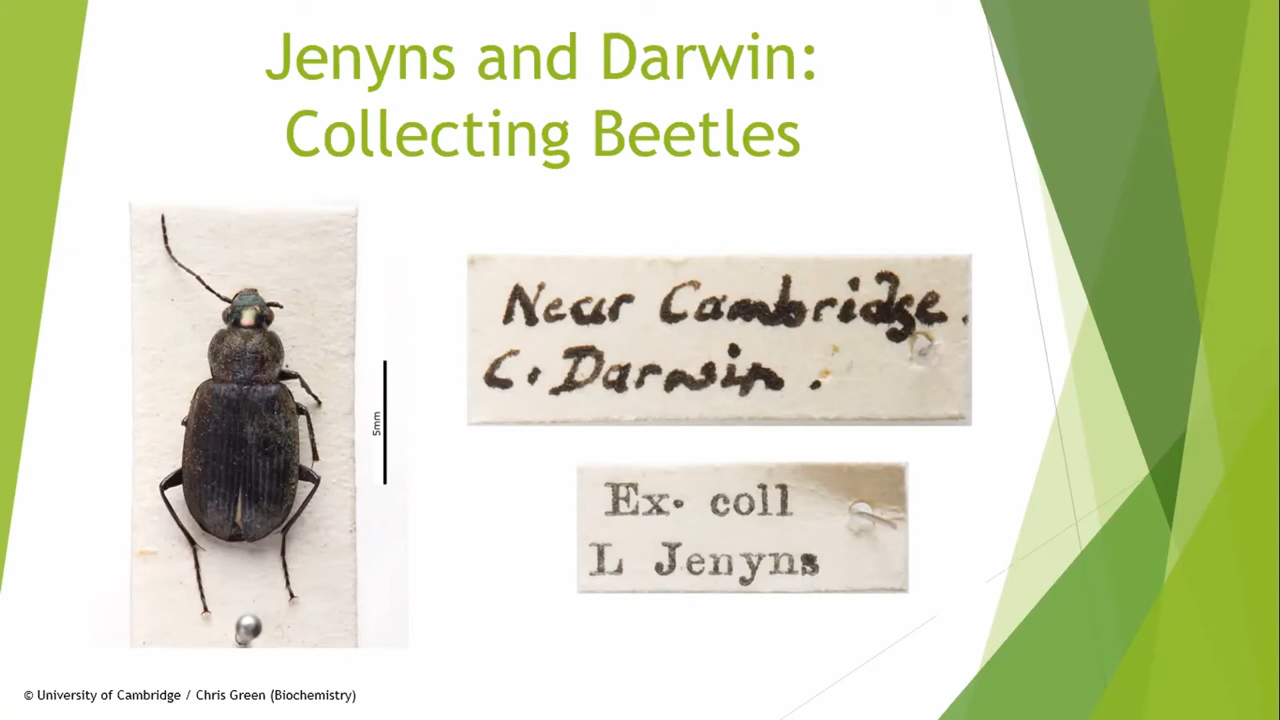 Jenyns and Darwin:
Collecting Beetles
5mm
Near Cambridge.
C. Darwin.
Ex. coll
L Jenyns
© University of Cambridge / Chris Green (Biochemistry)